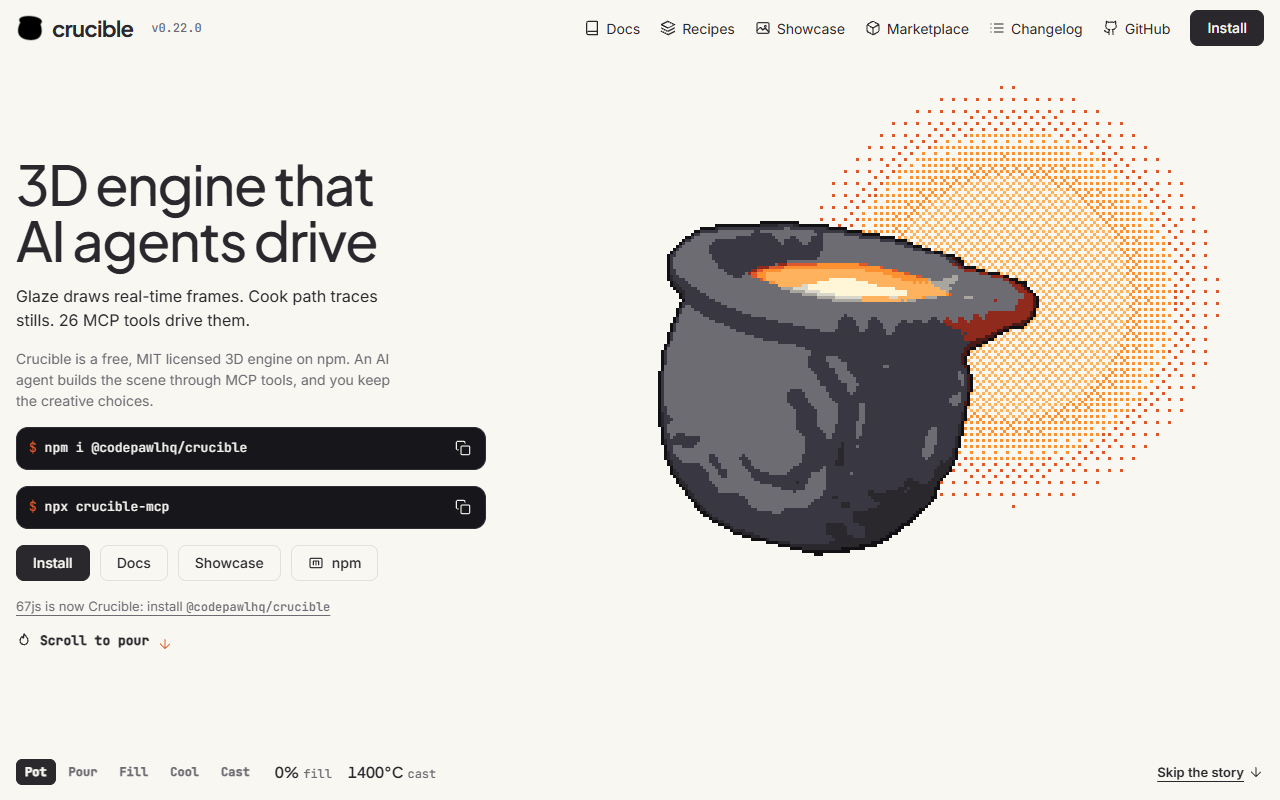 crucible v0.22.0
Docs Recipes Showcase Marketplace Changelog GitHub Install
3D engine that
AI agents drive
Glaze draws real-time frames. Cook path traces
stills. 26 MCP tools drive them.
Crucible is a free, MIT licensed 3D engine on npm. An AI
agent builds the scene through MCP tools, and you keep
the creative choices.
$ npm i @codepawlhq/crucible
$ npx crucible-mcp
Install Docs Showcase npm
67js is now Crucible: install @codepawlhq/crucible
Scroll to pour
Pot Pour Fill Cool Cast 0% fill 1400°C cast
Skip the story